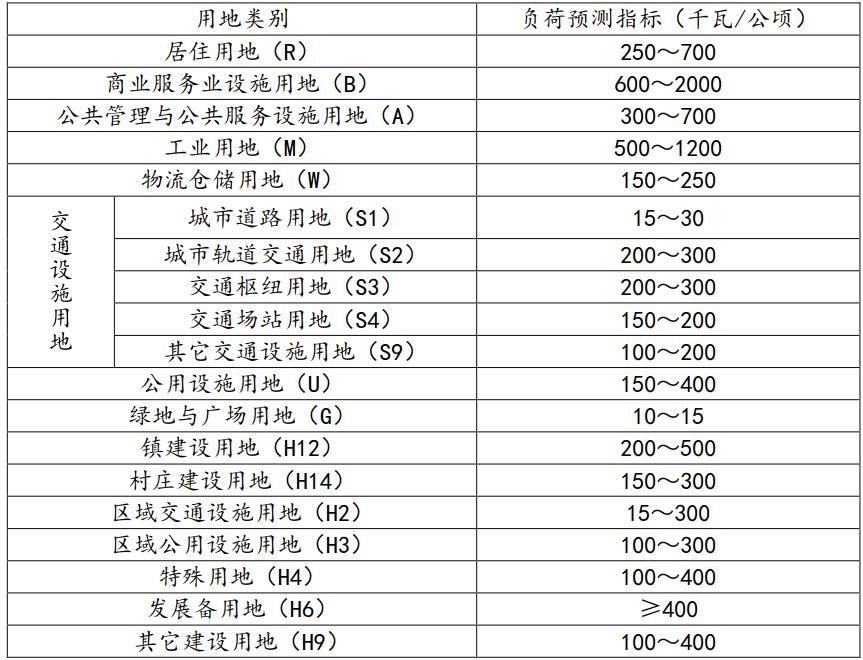 用地类别 负荷预测指标（千瓦/公顷）
居住用地（R） 250～700
商业服务业设施用地（B） 600～2000
公共管理与公共服务设施用地（A） 300～700
工业用地（M） 500～1200
物流仓储用地（W） 150～250
交通设施用地
城市道路用地（S1） 15～30
城市轨道交通用地（S2） 200～300
交通枢纽用地（S3） 200～300
交通场站用地（S4） 150～200
其它交通设施用地（S9） 100～200
公用设施用地（U） 150～400
绿地与广场用地（G） 10～15
镇建设用地（H12） 200～500
村庄建设用地（H14） 150～300
区域交通设施用地（H2） 15～300
区域公用设施用地（H3） 100～300
特殊用地（H4） 100～400
发展备用地（H6） ≥400
其它建设用地（H9） 100～400